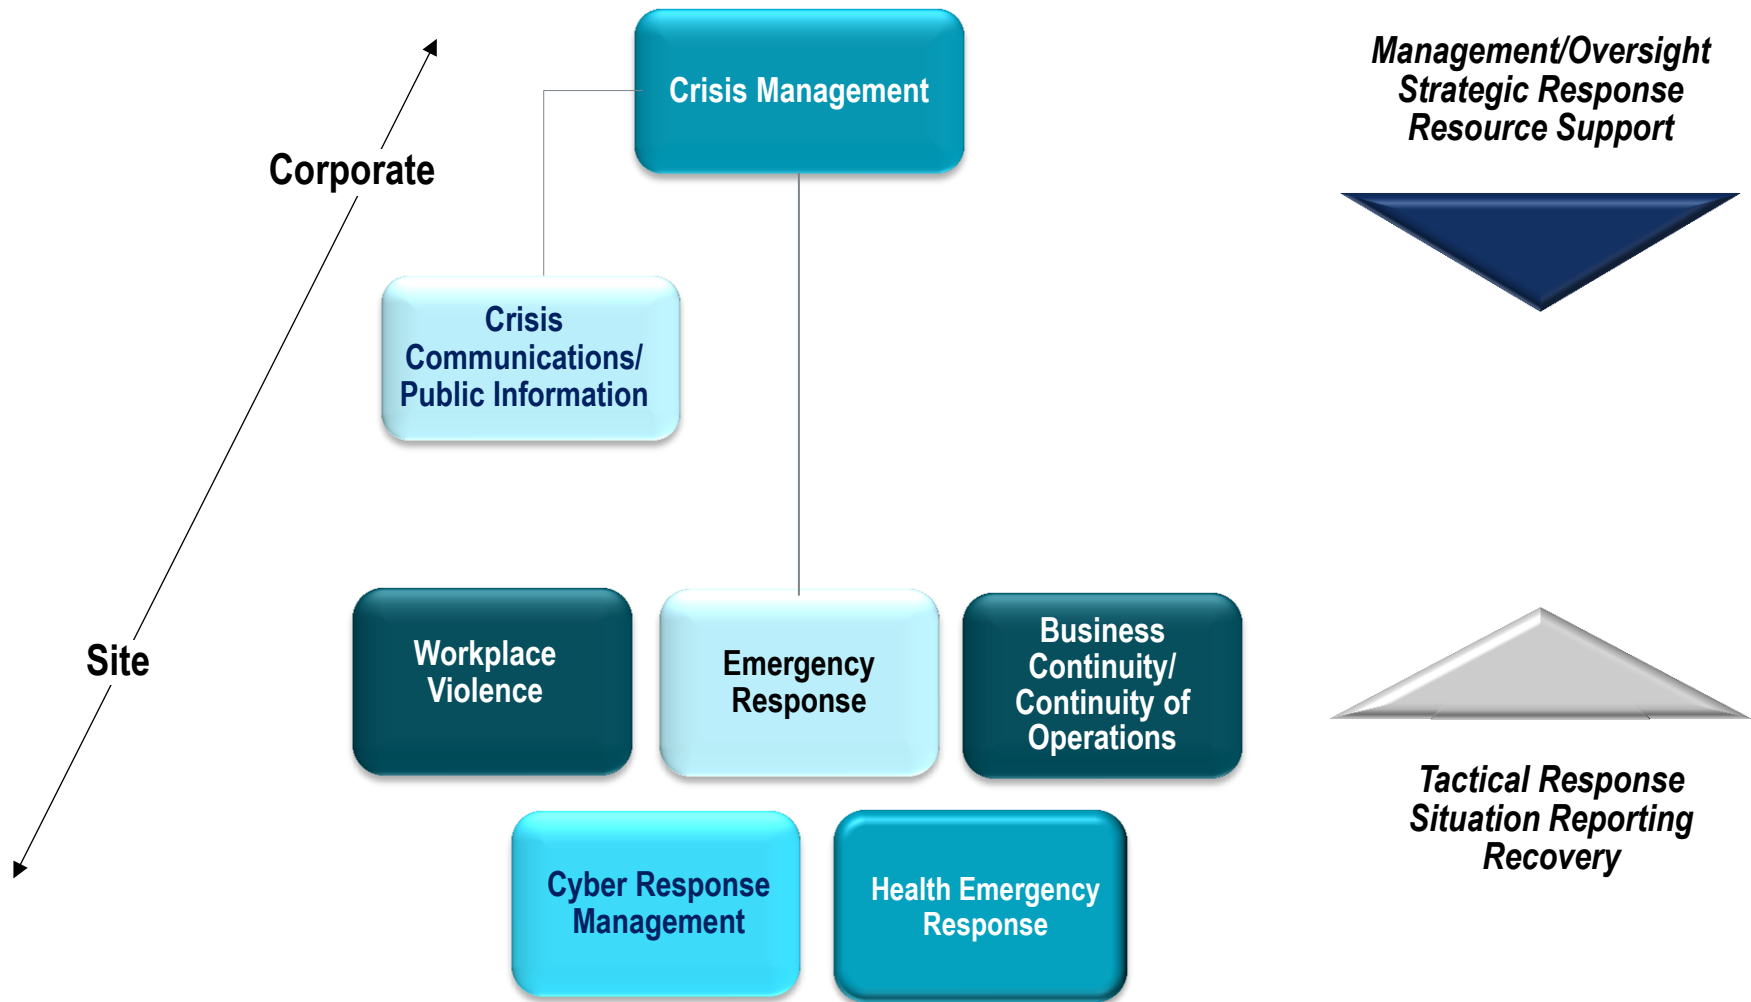 Crisis Management
Management/Oversight
Strategic Response
Resource Support
Corporate
Crisis
Communications/
Public Information
Site
Workplace
Violence
Emergency
Response
Business
Continuity/
Continuity of
Operations
Tactical Response
Situation Reporting
Recovery
Cyber Response
Management
Health Emergency
Response